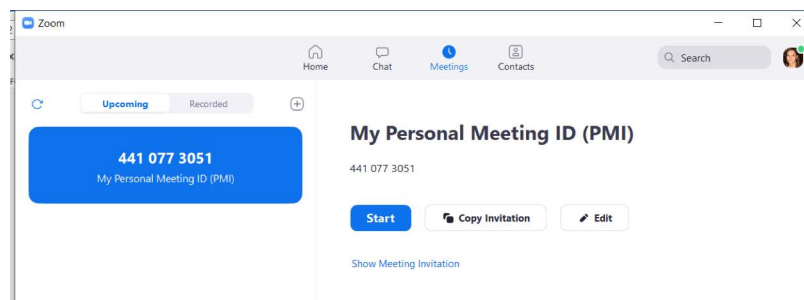 Zoom
Home
Chat
Meetings
Contacts
Search
Upcoming
Recorded
441 077 3051
My Personal Meeting ID (PMI)
My Personal Meeting ID (PMI)
441 077 3051
Start
Copy Invitation
Edit
Show Meeting Invitation